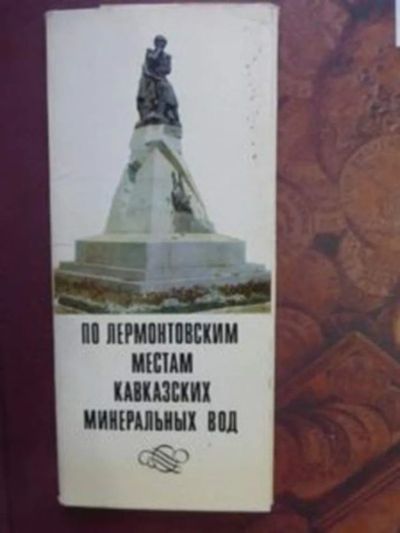 ПО ЛЕРМОНТОВСКИМ
МЕСТАМ
КАВКАЗСКИХ
МИНЕРАЛЬНЫХ ВОД